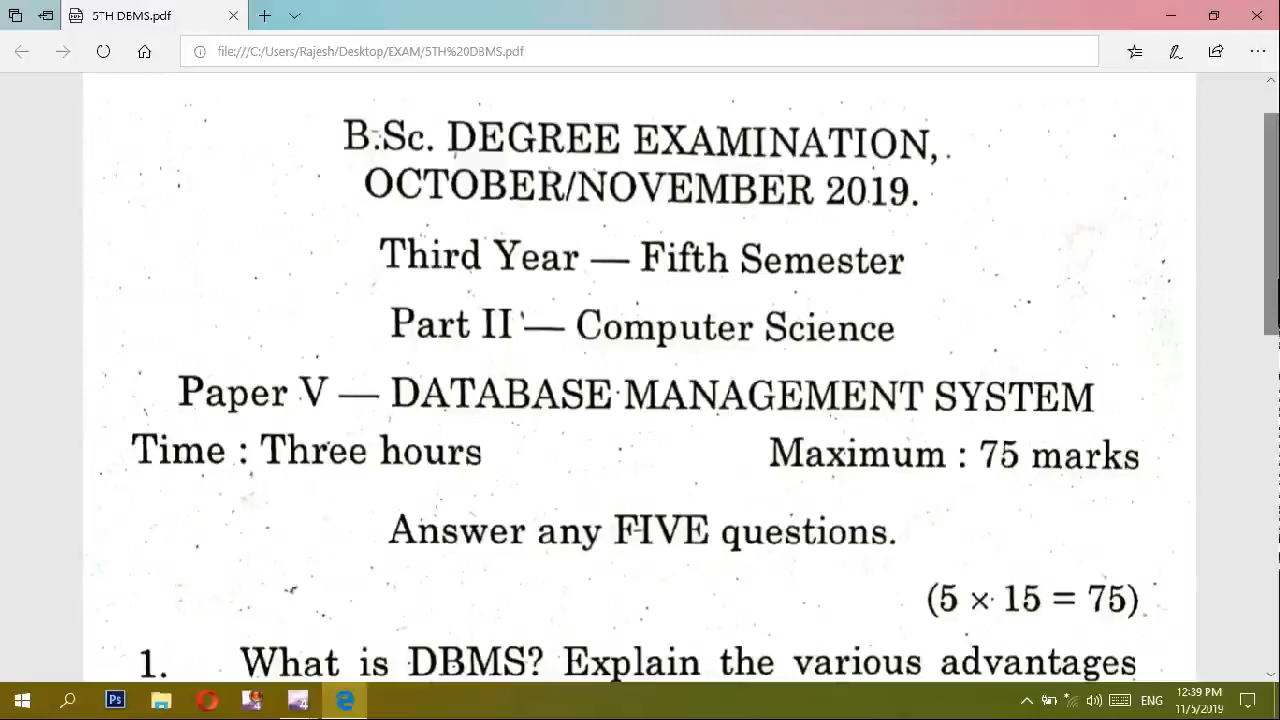 5TH DBMS.pdf
file:///C:/Users/Rajesh/Desktop/EXAM/5TH%20DBMS.pdf
B.Sc. DEGREE EXAMINATION,
OCTOBER/NOVEMBER 2019.
Third Year — Fifth Semester
Part II — Computer Science
Paper V — DATABASE MANAGEMENT SYSTEM
Time : Three hours Maximum : 75 marks
Answer any FIVE questions.
(5 × 15 = 75)
1. What is DBMS? Explain the various advantages
Ps 4 ENG 12:39 PM
11/5/2019